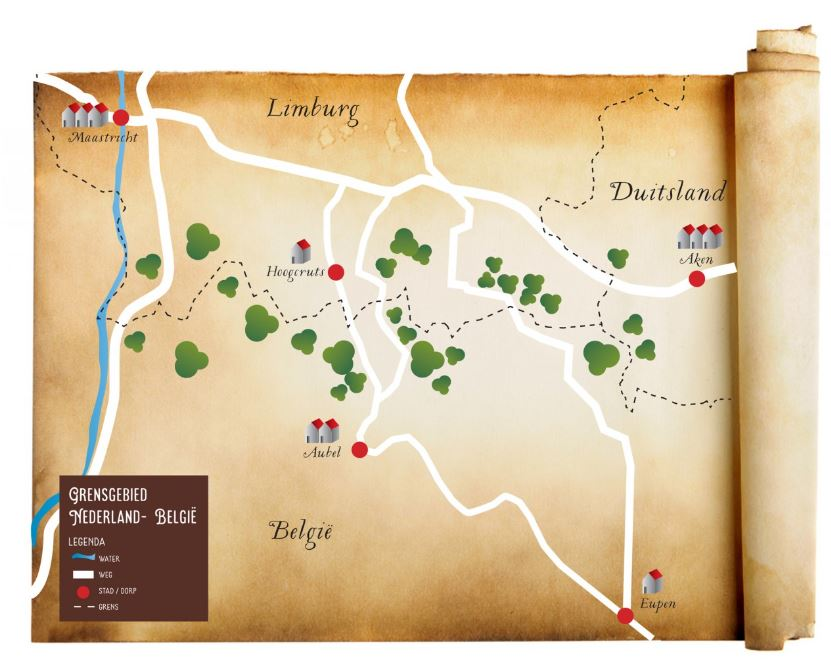 Limburg
Maastricht
Duitsland
Aken
Hoogcruts
Aubel
België
Eupen
GRENSGEBIED
NEDERLAND- BELGIË
LEGENDA
WATER
WEG
STAD / DORP
GRENS